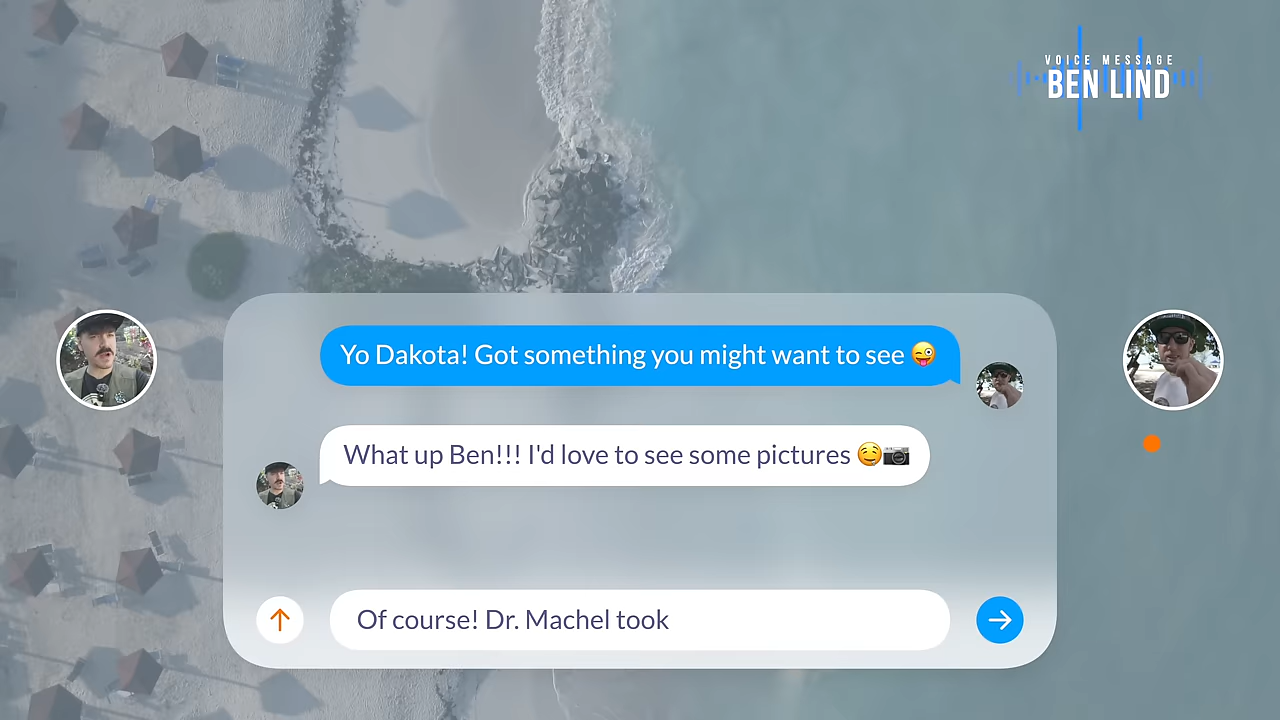 VOICE MESSAGE
BEN LIND
Yo Dakota! Got something you might want to see 😜
What up Ben!!! I'd love to see some pictures 🤤📷
Of course! Dr. Machel took